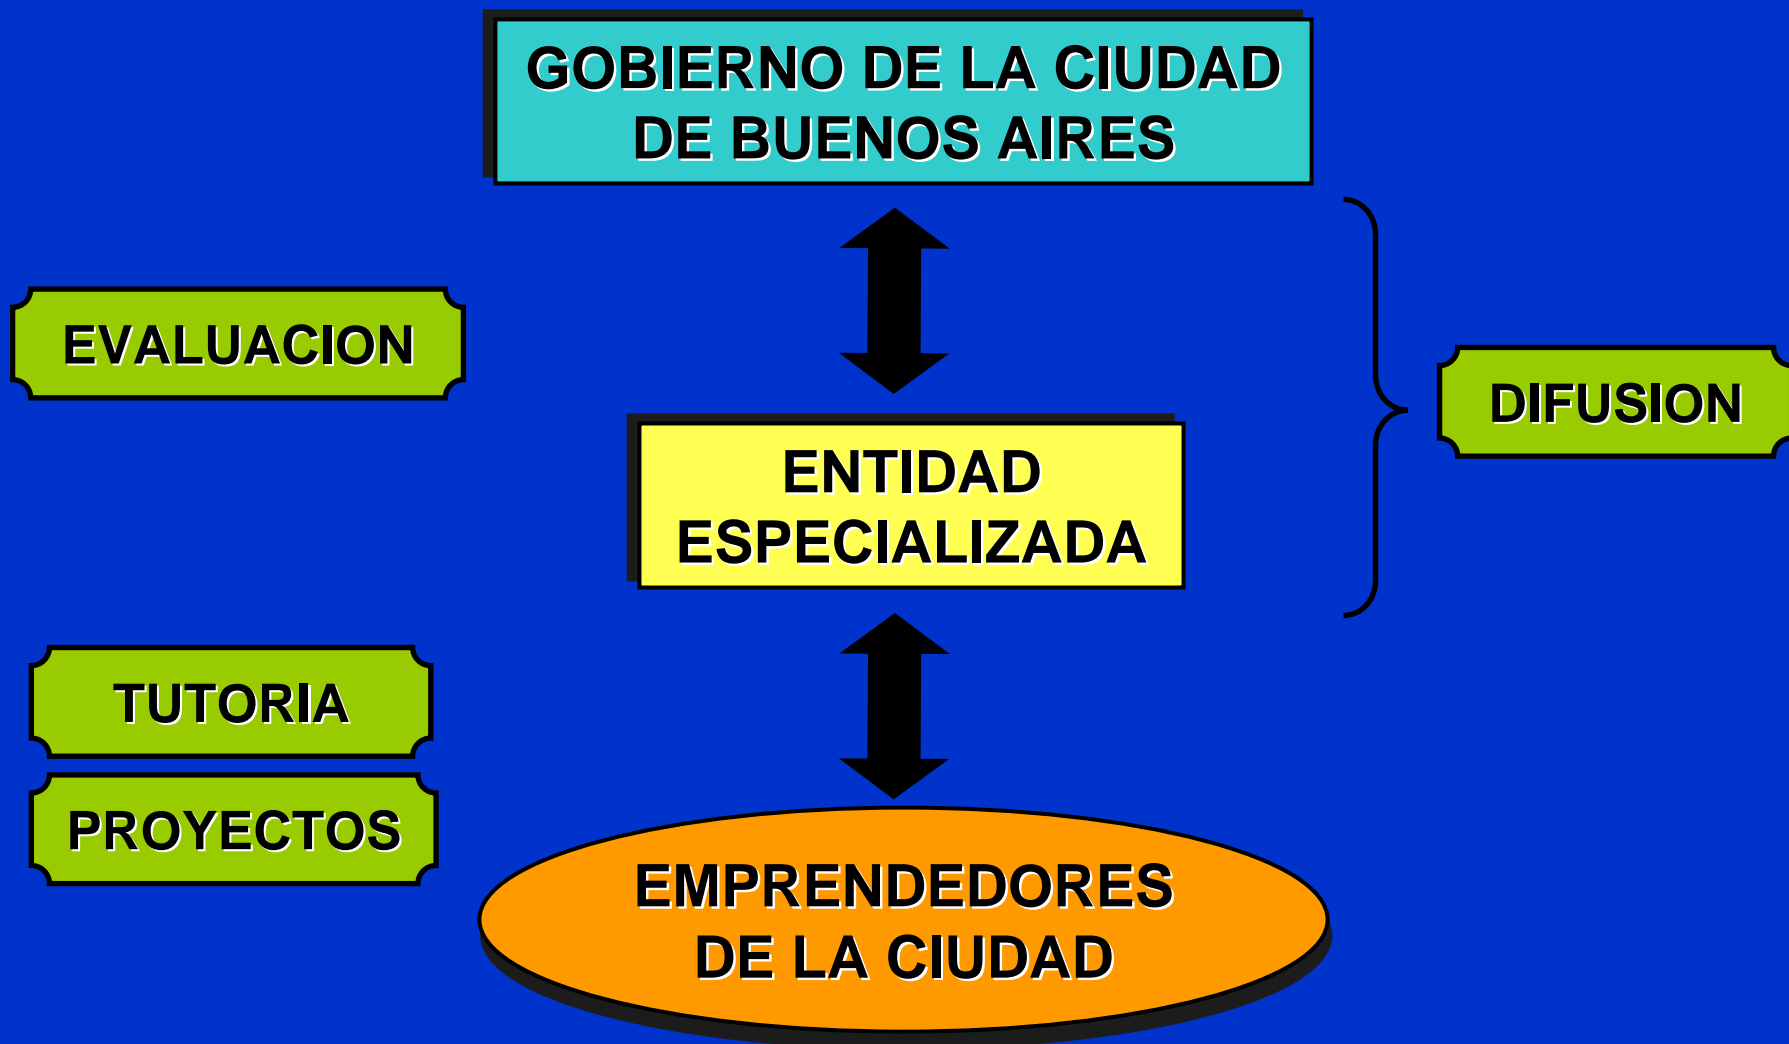 GOBIERNO DE LA CIUDAD
DE BUENOS AIRES
EVALUACION
DIFUSION
ENTIDAD
ESPECIALIZADA
TUTORIA
PROYECTOS
EMPRENDEDORES
DE LA CIUDAD